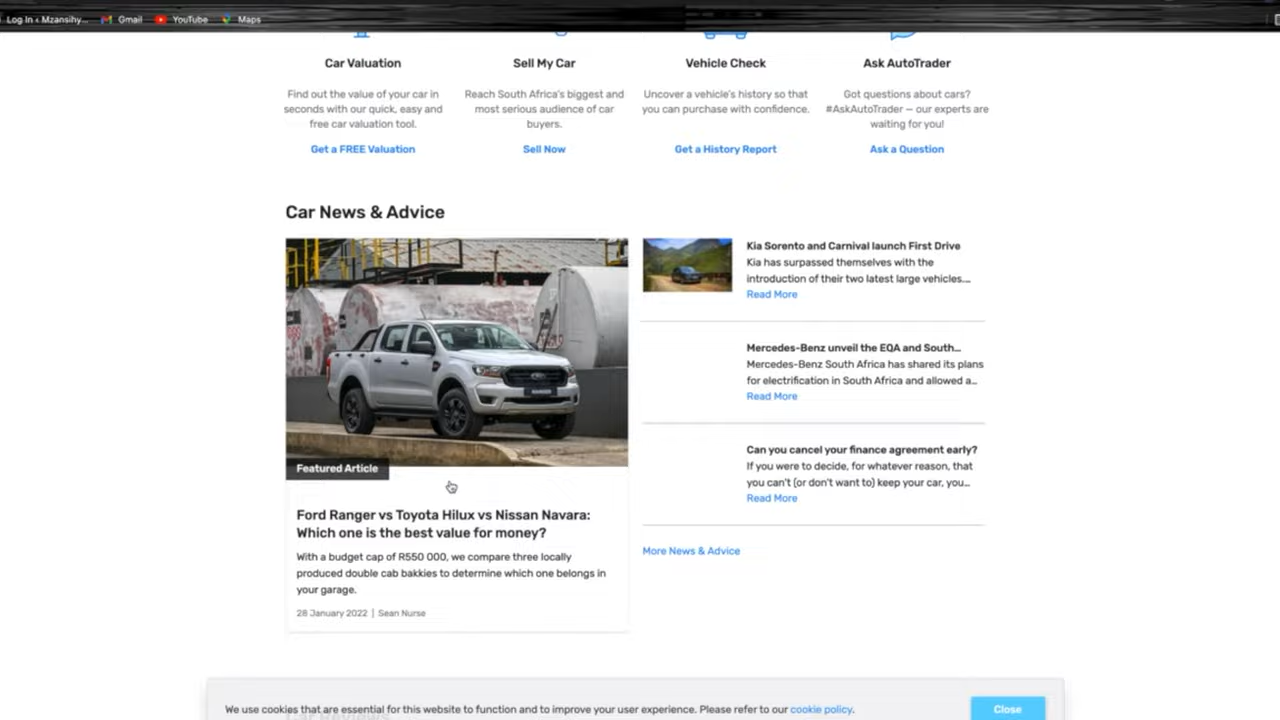 Log In ‹ Mzansihy...
Gmail
YouTube
Maps
Car Valuation
Find out the value of your car in
seconds with our quick, easy and
free car valuation tool.
Get a FREE Valuation
Sell My Car
Reach South Africa's biggest and
most serious audience of car
buyers.
Sell Now
Vehicle Check
Uncover a vehicle's history so that
you can purchase with confidence.
Get a History Report
Ask AutoTrader
Got questions about cars?
#AskAutoTrader – our experts are
waiting for you!
Ask a Question
Car News & Advice
Featured Article
Ford Ranger vs Toyota Hilux vs Nissan Navara:
Which one is the best value for money?
With a budget cap of R550 000, we compare three locally
produced double cab bakkies to determine which one belongs in
your garage.
28 January 2022 | Sean Nurse
Kia Sorento and Carnival launch First Drive
Kia has surpassed themselves with the
introduction of their two latest large vehicles....
Read More
Mercedes-Benz unveil the EQA and South...
Mercedes-Benz South Africa has shared its plans
for electrification in South Africa and allowed a...
Read More
Can you cancel your finance agreement early?
If you were to decide, for whatever reason, that
you can't (or don't want to) keep your car, you...
Read More
More News & Advice
Car Reviews
We use cookies that are essential for this website to function and to improve your user experience. Please refer to our cookie policy.
Close